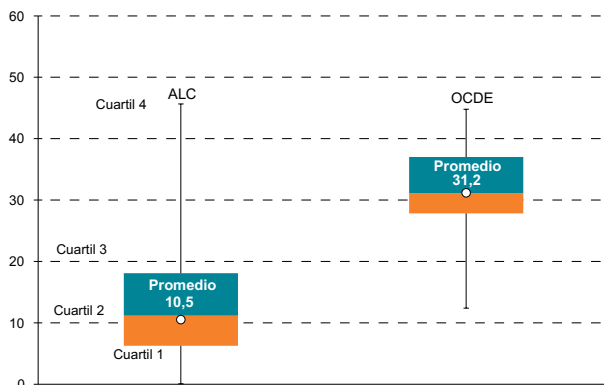 60
50
40
30
20
10
0
ALC
OCDE
Cuartil 4
Promedio
31,2
Cuartil 3
Promedio
10,5
Cuartil 2
Cuartil 1